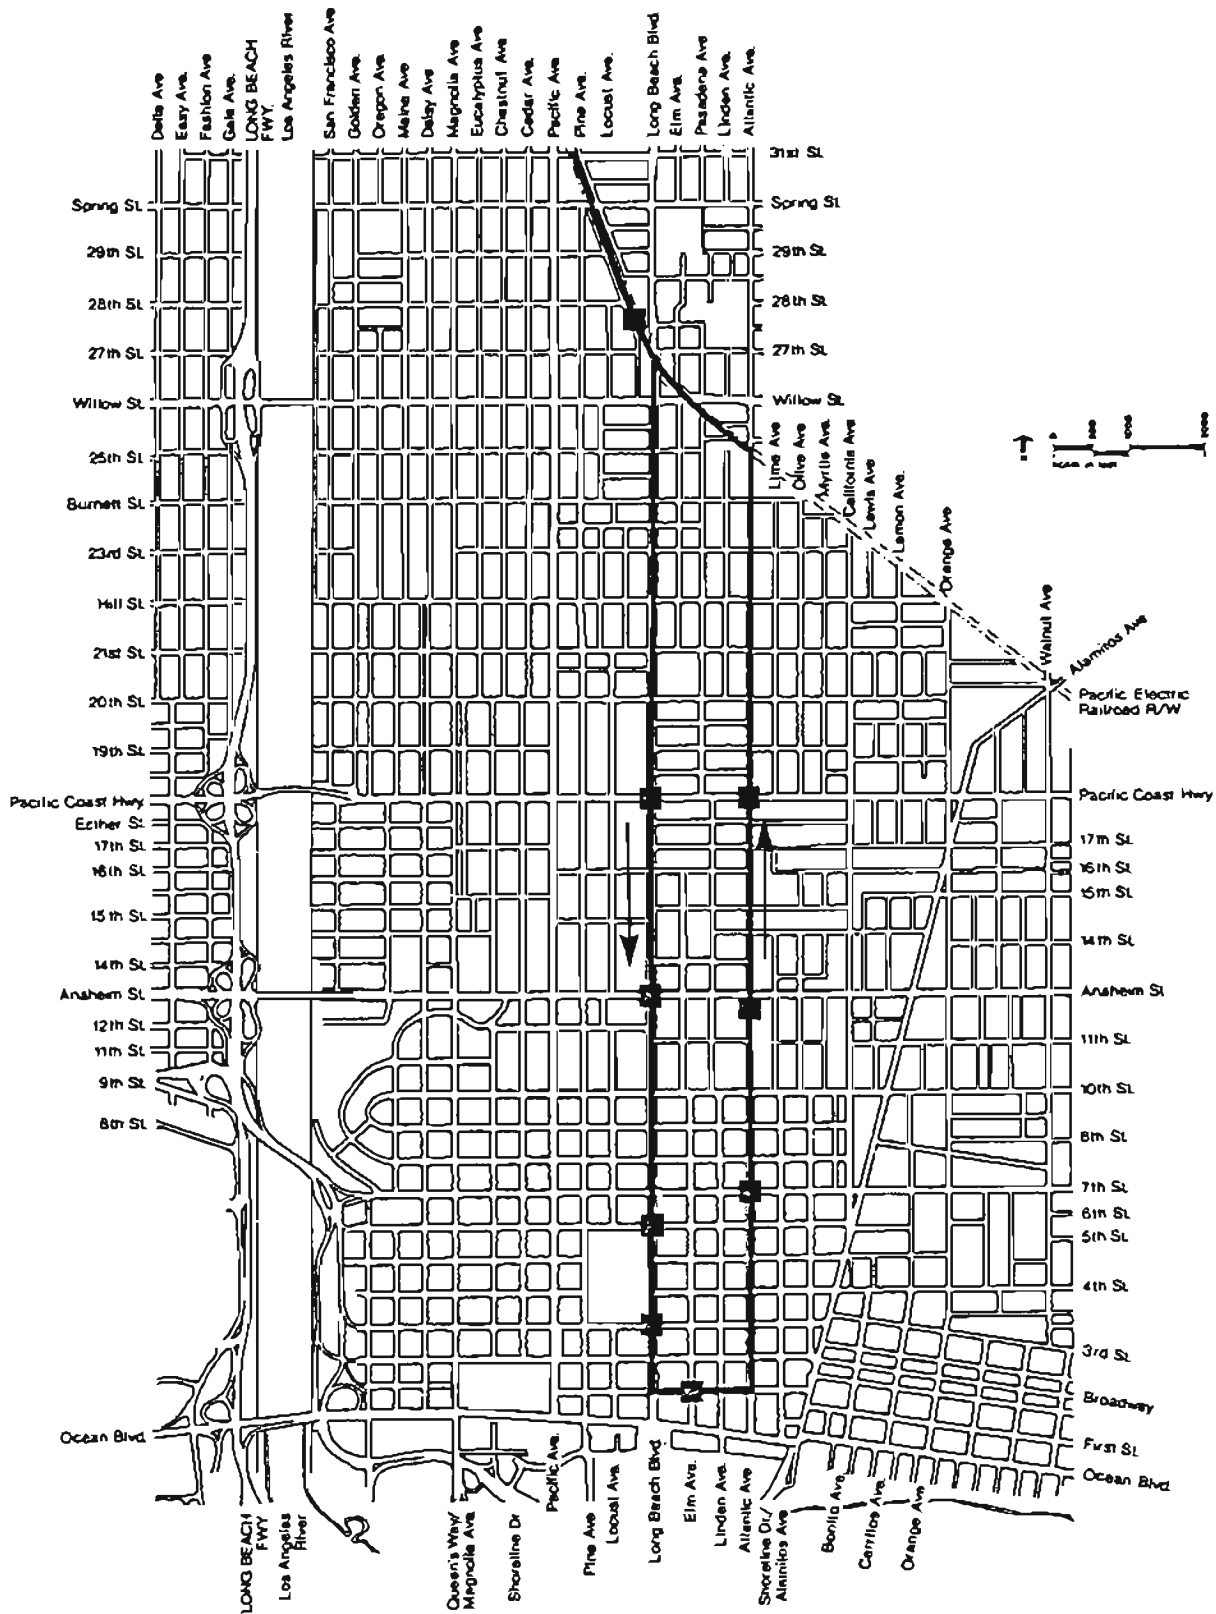 Delta Ave
Easy Ave.
Fashion Ave
Gale Ave.
LONG BEACH
FWY.
Los Angeles River
San Francisco Ave
Golden Ave.
Oregon Ave
Maine Ave
Daisy Ave
Magnolia Ave
Eucalyptus Ave
Chestnut Ave
Cedar Ave
Pacific Ave
Pine Ave.
Locust Ave.
Long Beach Blvd.
Elm Ave.
Pasadena Ave
Linden Ave.
Atlantic Ave.
31st St.
Spring St.
Spring St
29th St.
29th St.
28th St
28th St
27th St.
27th St.
Willow St.
Willow St.
Lime Ave
Olive Ave
Myrtle Ave.
California Ave
Lewis Ave
Lemon Ave.
Orange Ave
Walnut Ave
Alamitos Ave
25th St.
Burnett St.
23rd St.
Hill St.
21st St.
20th St.
19th St.
Pacific Electric
Railroad R/W
Pacific Coast Hwy
Pacific Coast Hwy
Esther St.
17th St.
17th St
16th St.
16th St
15th St
15th St.
14th St.
14th St.
Anaheim St
Anaheim St
12th St.
11th St.
11th St.
10th St.
9th St.
8th St.
8th St
7th St
6th St
5th St
4th St
3rd St.
Broadway
First St
Ocean Blvd.
Ocean Blvd
LONG BEACH
FWY
Los Angeles
River
Queen's Way/
Magnolia Ave.
Shoreline Dr
Pacific Ave.
Pine Ave
Locust Ave.
Long Beach Blvd.
Elm Ave.
Linden Ave.
Atlantic Ave
Shoreline Dr./
Alamitos Ave
Bonito Ave.
Cerritos Ave.
Orange Ave.